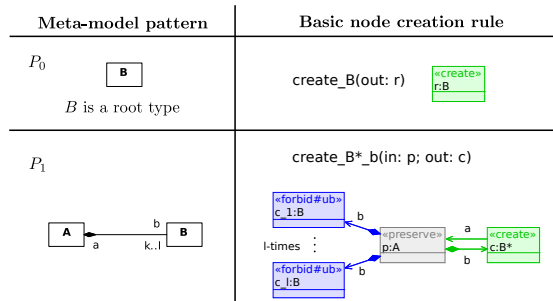 Meta-model pattern
Basic node creation rule
P₀
B
B is a root type
create_B(out: r)
«create»
r:B
P₁
A
a
b
B
k..l
create_B*_b(in: p; out: c)
«forbid#ub»
c_1:B
b
l-times
⋮
«forbid#ub»
c_l:B
b
«preserve»
p:A
a
b
«create»
c:B*